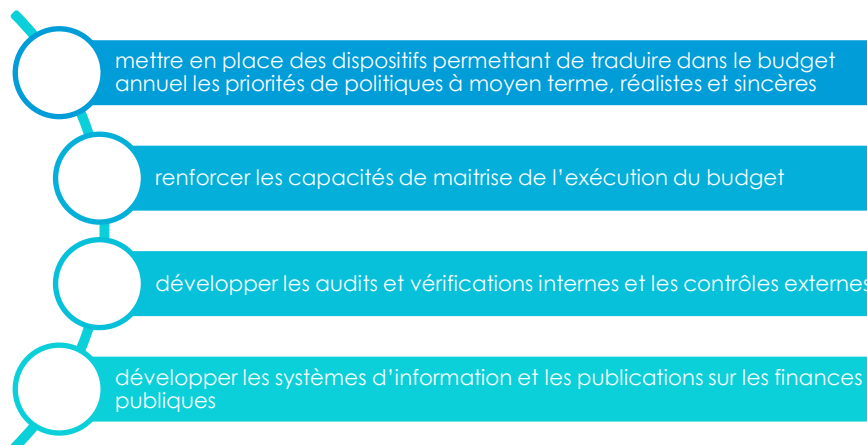 mettre en place des dispositifs permettant de traduire dans le budget
annuel les priorités de politiques à moyen terme, réalistes et sincères
renforcer les capacités de maitrise de l’exécution du budget
développer les audits et vérifications internes et les contrôles externes
développer les systèmes d’information et les publications sur les finances
publiques